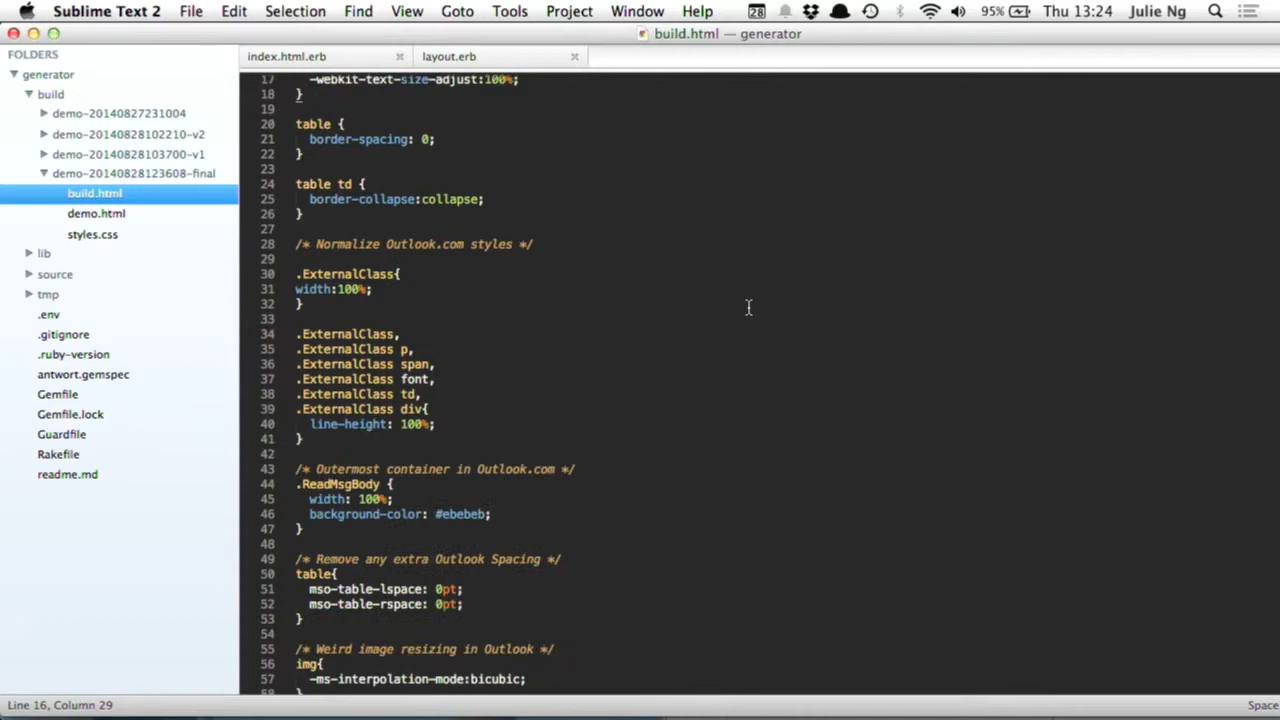 Sublime Text 2 File Edit Selection Find View Goto Tools Project Window Help 28 95% Thu 13:24 Julie Ng
build.html — generator
FOLDERS
generator
build
demo-20140827231004
demo-20140828102210-v2
demo-20140828103700-v1
demo-20140828123608-final
build.html
demo.html
styles.css
lib
source
tmp
.env
.gitignore
.ruby-version
antwort.gemspec
Gemfile
Gemfile.lock
Guardfile
Rakefile
readme.md
index.html.erb layout.erb
17 -webkit-text-size-adjust:100%;
18 }
19
20 table {
21 border-spacing: 0;
22 }
23
24 table td {
25 border-collapse:collapse;
26 }
27
28 /* Normalize Outlook.com styles */
29
30 .ExternalClass{
31 width:100%;
32 }
33
34 .ExternalClass,
35 .ExternalClass p,
36 .ExternalClass span,
37 .ExternalClass font,
38 .ExternalClass td,
39 .ExternalClass div{
40 line-height: 100%;
41 }
42
43 /* Outermost container in Outlook.com */
44 .ReadMsgBody {
45 width: 100%;
46 background-color: #ebebeb;
47 }
48
49 /* Remove any extra Outlook Spacing */
50 table{
51 mso-table-lspace: 0pt;
52 mso-table-rspace: 0pt;
53 }
54
55 /* Weird image resizing in Outlook */
56 img{
57 -ms-interpolation-mode:bicubic;
58 }
Line 16, Column 29 Space